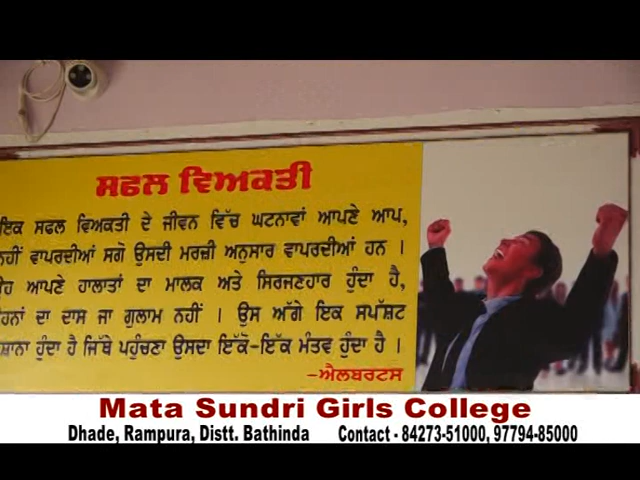 ਸਫਲ ਵਿਅਕਤੀ
ਇਕ ਸਫਲ ਵਿਅਕਤੀ ਦੇ ਜੀਵਨ ਵਿੱਚ ਘਟਨਾਵਾਂ ਆਪਣੇ ਆਪ,
ਨਹੀਂ ਵਾਪਰਦੀਆਂ ਸਗੋ ਉਸਦੀ ਮਰਜ਼ੀ ਅਨੁਸਾਰ ਵਾਪਰਦੀਆਂ ਹਨ ।
ਆਪਣੇ ਹਾਲਾਤਾਂ ਦਾ ਮਾਲਕ ਅਤੇ ਸਿਰਜਣਹਾਰ ਹੁੰਦਾ ਹੈ,
ਦਾ ਦਾਸ ਜਾ ਗੁਲਾਮ ਨਹੀਂ । ਉਸ ਅੱਗੇ ਇਕ ਸਪੱਸ਼ਟ
ਹੁੰਦਾ ਹੈ ਜਿੱਥੇ ਪਹੁੰਚਣਾ ਉਸਦਾ ਇੱਕੋ-ਇੱਕ ਮੰਤਵ ਹੁੰਦਾ ਹੈ ।
-ਐਲਬਰਟਸ
Mata Sundri Girls College
Dhade, Rampura, Distt. Bathinda Contact - 84273-51000, 97794-85000